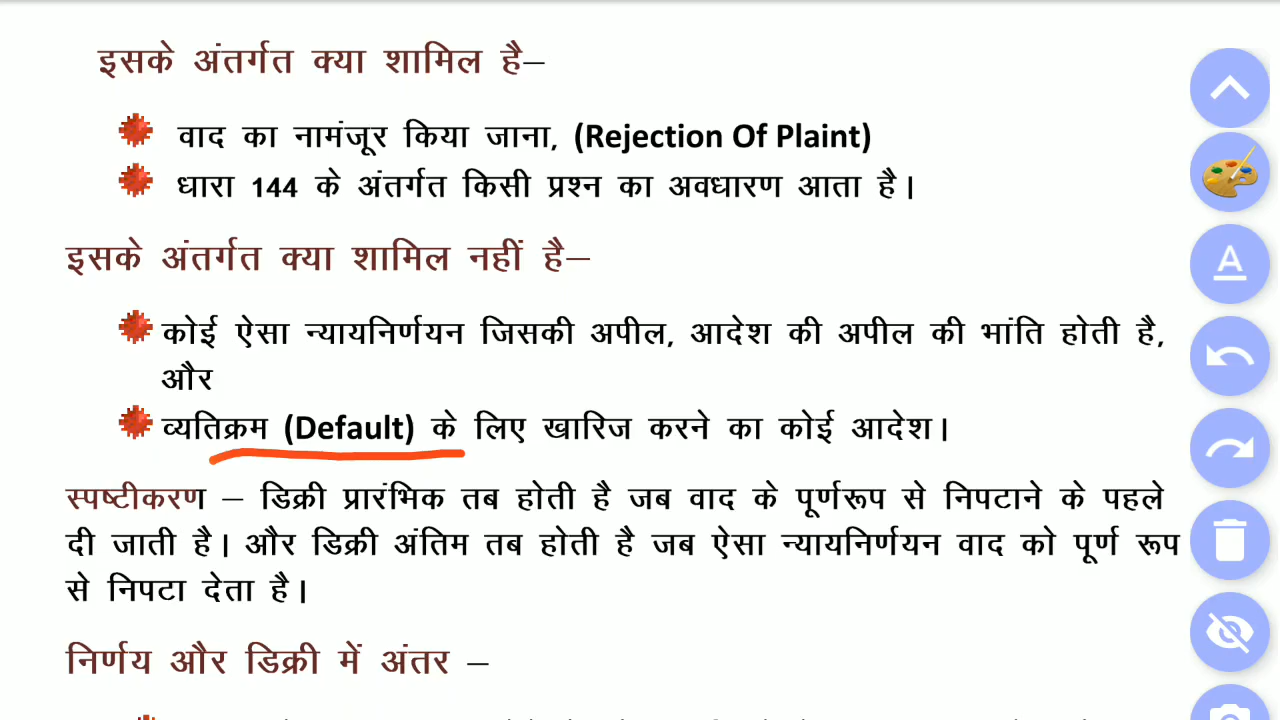 इसके अंतर्गत क्या शामिल है–
वाद का नामंजूर किया जाना, (Rejection Of Plaint)
धारा 144 के अंतर्गत किसी प्रश्न का अवधारण आता है।
इसके अंतर्गत क्या शामिल नहीं है–
कोई ऐसा न्यायनिर्णयन जिसकी अपील, आदेश की अपील की भांति होती है,
और
व्यतिक्रम (Default) के लिए खारिज करने का कोई आदेश।
स्पष्टीकरण – डिक्री प्रारंभिक तब होती है जब वाद के पूर्णरूप से निपटाने के पहले
दी जाती है। और डिक्री अंतिम तब होती है जब ऐसा न्यायनिर्णयन वाद को पूर्ण रूप
से निपटा देता है।
निर्णय और डिक्री में अंतर –
A